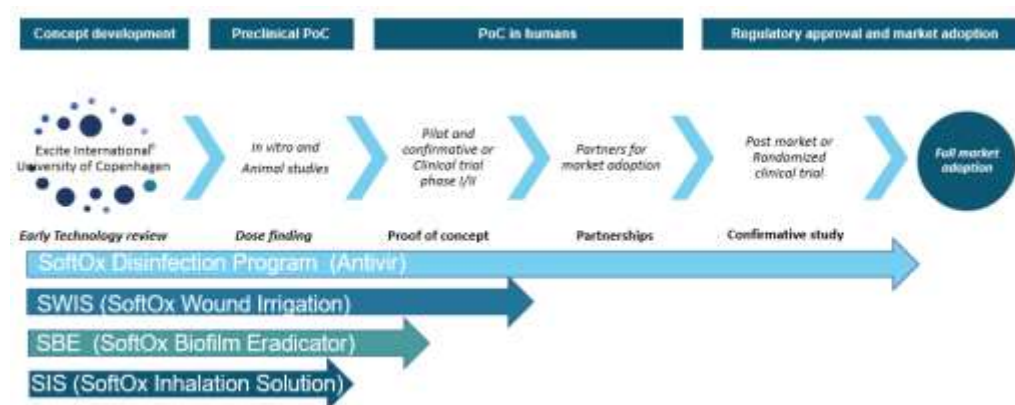 Concept development
Preclinical PoC
PoC in humans
Regulatory approval and market adoption
Excite International
University of Copenhagen
In vitro and
Animal studies
Pilot and
confirmative or
Clinical trial
phase I/II
Partners for
market adoption
Post market or
Randomized
clinical trial
Full market
adoption
Early Technology review
Dose finding
Proof of concept
Partnerships
Confirmative study
SoftOx Disinfection Program (Antivir)
SWIS (SoftOx Wound Irrigation)
SBE (SoftOx Biofilm Eradicator)
SIS (SoftOx Inhalation Solution)